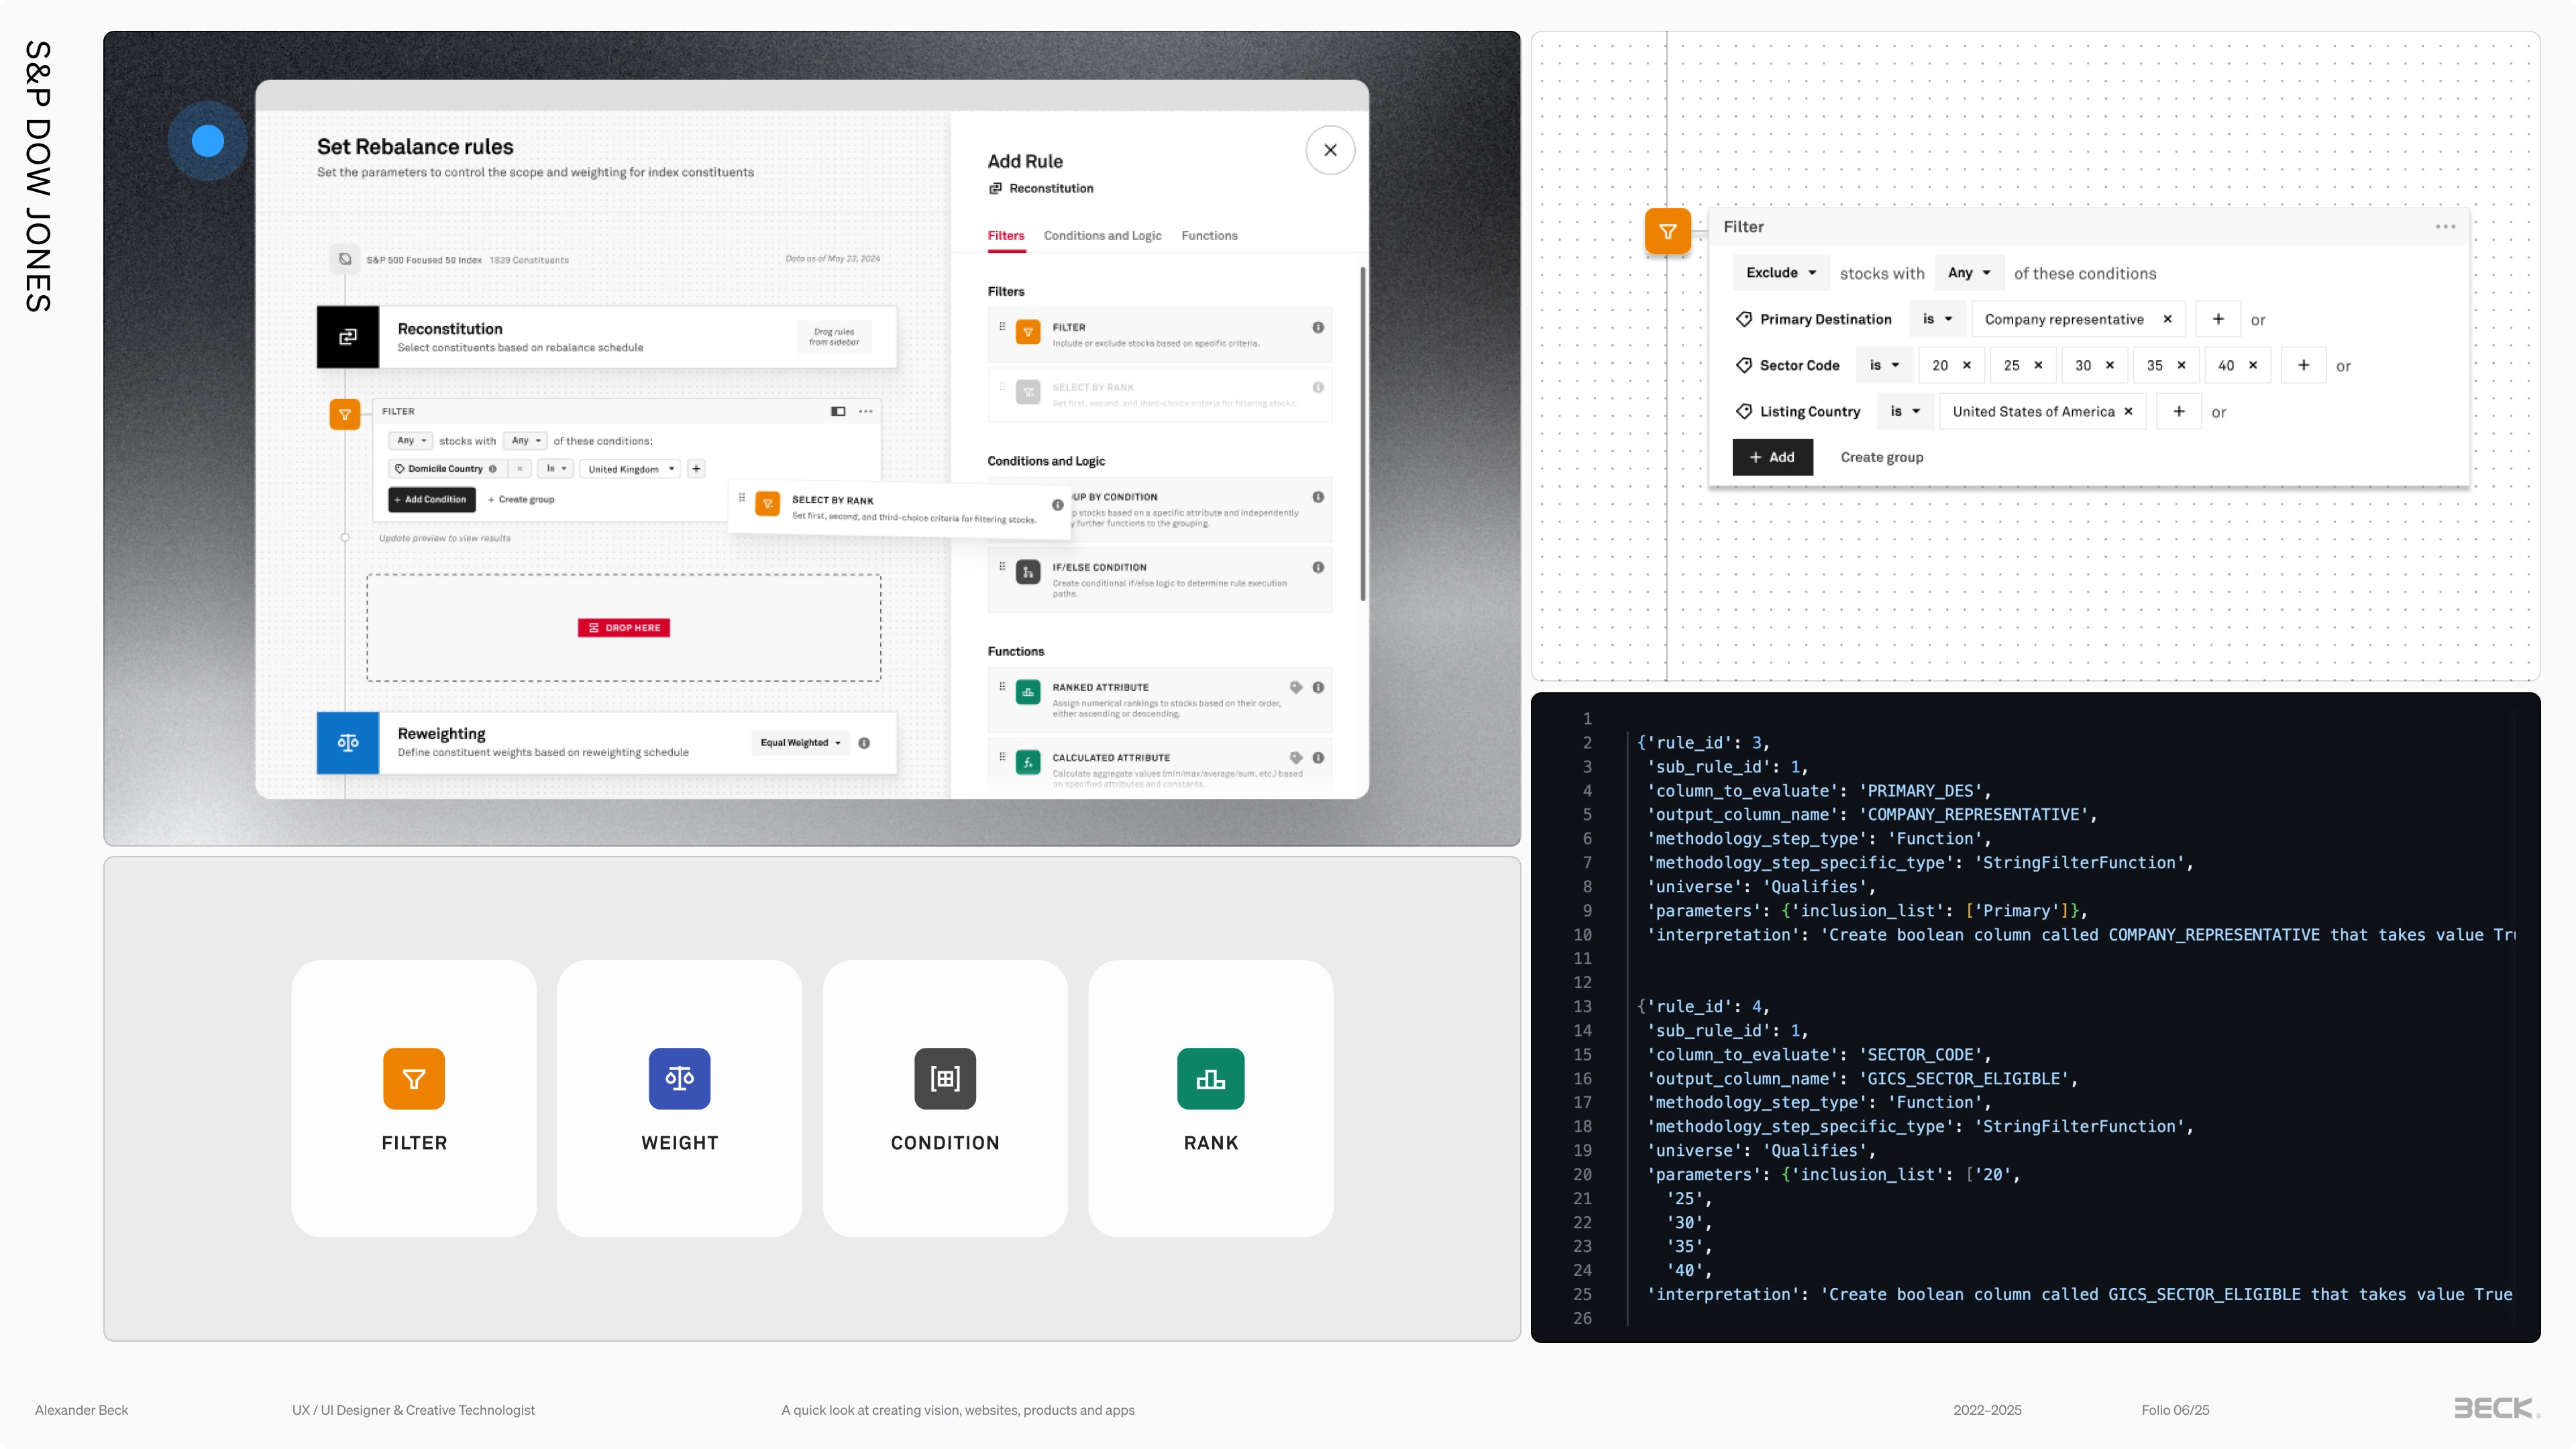 S&P DOW JONES
Set Rebalance rules
Set the parameters to control the scope and weighting for index constituents
S&P 500 Focused 50 Index 1839 Constituents
Data as of May 23, 2024
Reconstitution
Select constituents based on rebalance schedule
Drag rules
from sidebar
FILTER
Any stocks with Any of these conditions:
Domicile Country × Is United Kingdom +
+ Add Condition + Create group
Update preview to view results
SELECT BY RANK
Set first, second, and third-choice criteria for filtering stocks.
DROP HERE
Reweighting
Define constituent weights based on reweighting schedule
Equal Weighted
Add Rule
Reconstitution
Filters Conditions and Logic Functions
Filters
FILTER
Include or exclude stocks based on specific criteria.
SELECT BY RANK
Set first, second, and third-choice criteria for filtering stocks.
Conditions and Logic
UP BY CONDITION
p stocks based on a specific attribute and independently
y further functions to the grouping.
IF/ELSE CONDITION
Create conditional if/else logic to determine rule execution
paths.
Functions
RANKED ATTRIBUTE
Assign numerical rankings to stocks based on their order,
either ascending or descending.
CALCULATED ATTRIBUTE
Calculate aggregate values (min/max/average/sum, etc.) based
on specified attributes and constants.
Filter
Exclude stocks with Any of these conditions
Primary Destination is Company representative × + or
Sector Code is 20 × 25 × 30 × 35 × 40 × + or
Listing Country is United States of America × + or
+ Add Create group
FILTER
WEIGHT
CONDITION
RANK
1
2 {'rule_id': 3,
3 'sub_rule_id': 1,
4 'column_to_evaluate': 'PRIMARY_DES',
5 'output_column_name': 'COMPANY_REPRESENTATIVE',
6 'methodology_step_type': 'Function',
7 'methodology_step_specific_type': 'StringFilterFunction',
8 'universe': 'Qualifies',
9 'parameters': {'inclusion_list': ['Primary']},
10 'interpretation': 'Create boolean column called COMPANY_REPRESENTATIVE that takes value Tru
11
12
13 {'rule_id': 4,
14 'sub_rule_id': 1,
15 'column_to_evaluate': 'SECTOR_CODE',
16 'output_column_name': 'GICS_SECTOR_ELIGIBLE',
17 'methodology_step_type': 'Function',
18 'methodology_step_specific_type': 'StringFilterFunction',
19 'universe': 'Qualifies',
20 'parameters': {'inclusion_list': ['20',
21 '25',
22 '30',
23 '35',
24 '40',
25 'interpretation': 'Create boolean column called GICS_SECTOR_ELIGIBLE that takes value True
26
Alexander Beck
UX / UI Designer & Creative Technologist
A quick look at creating vision, websites, products and apps
2022–2025
Folio 06/25
BECK